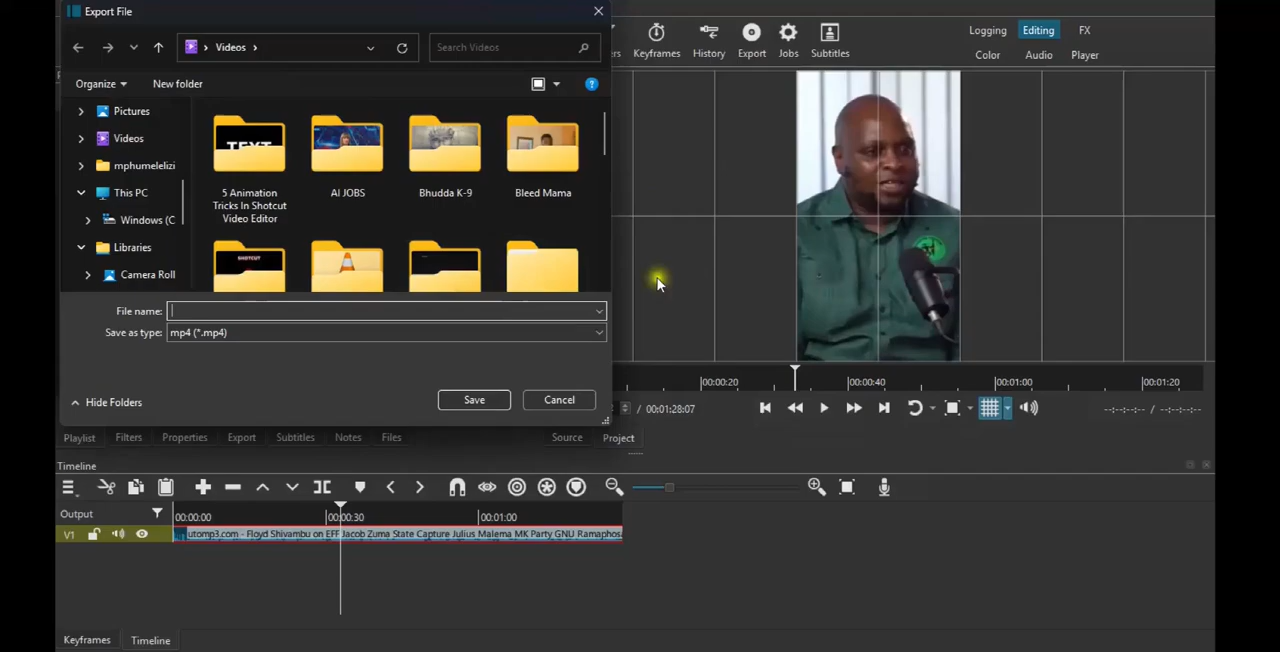 Export File
Videos
Search Videos
Organize
New folder
Pictures
Videos
mphumelelizi
This PC
Windows (C
Libraries
Camera Roll
TEXT
5 Animation
Tricks In Shotcut
Video Editor
AI JOBS
Bhudda K-9
Bleed Mama
SHOTCUT
File name:
Save as type:
mp4 (*.mp4)
Hide Folders
Save
Cancel
Keyframes
History
Export
Jobs
Subtitles
Logging
Editing
FX
Color
Audio
Player
00:00:20
00:00:40
00:01:00
00:01:20
/ 00:01:28:07
--:--:--:-- / --:--:--:--
Playlist
Filters
Properties
Export
Subtitles
Notes
Files
Source
Project
Timeline
Output
00:00:00
00:00:30
00:01:00
V1
utomp3.com - Floyd Shivambu on EFF Jacob Zuma State Capture Julius Malema MK Party GNU Ramaphosa
Keyframes
Timeline